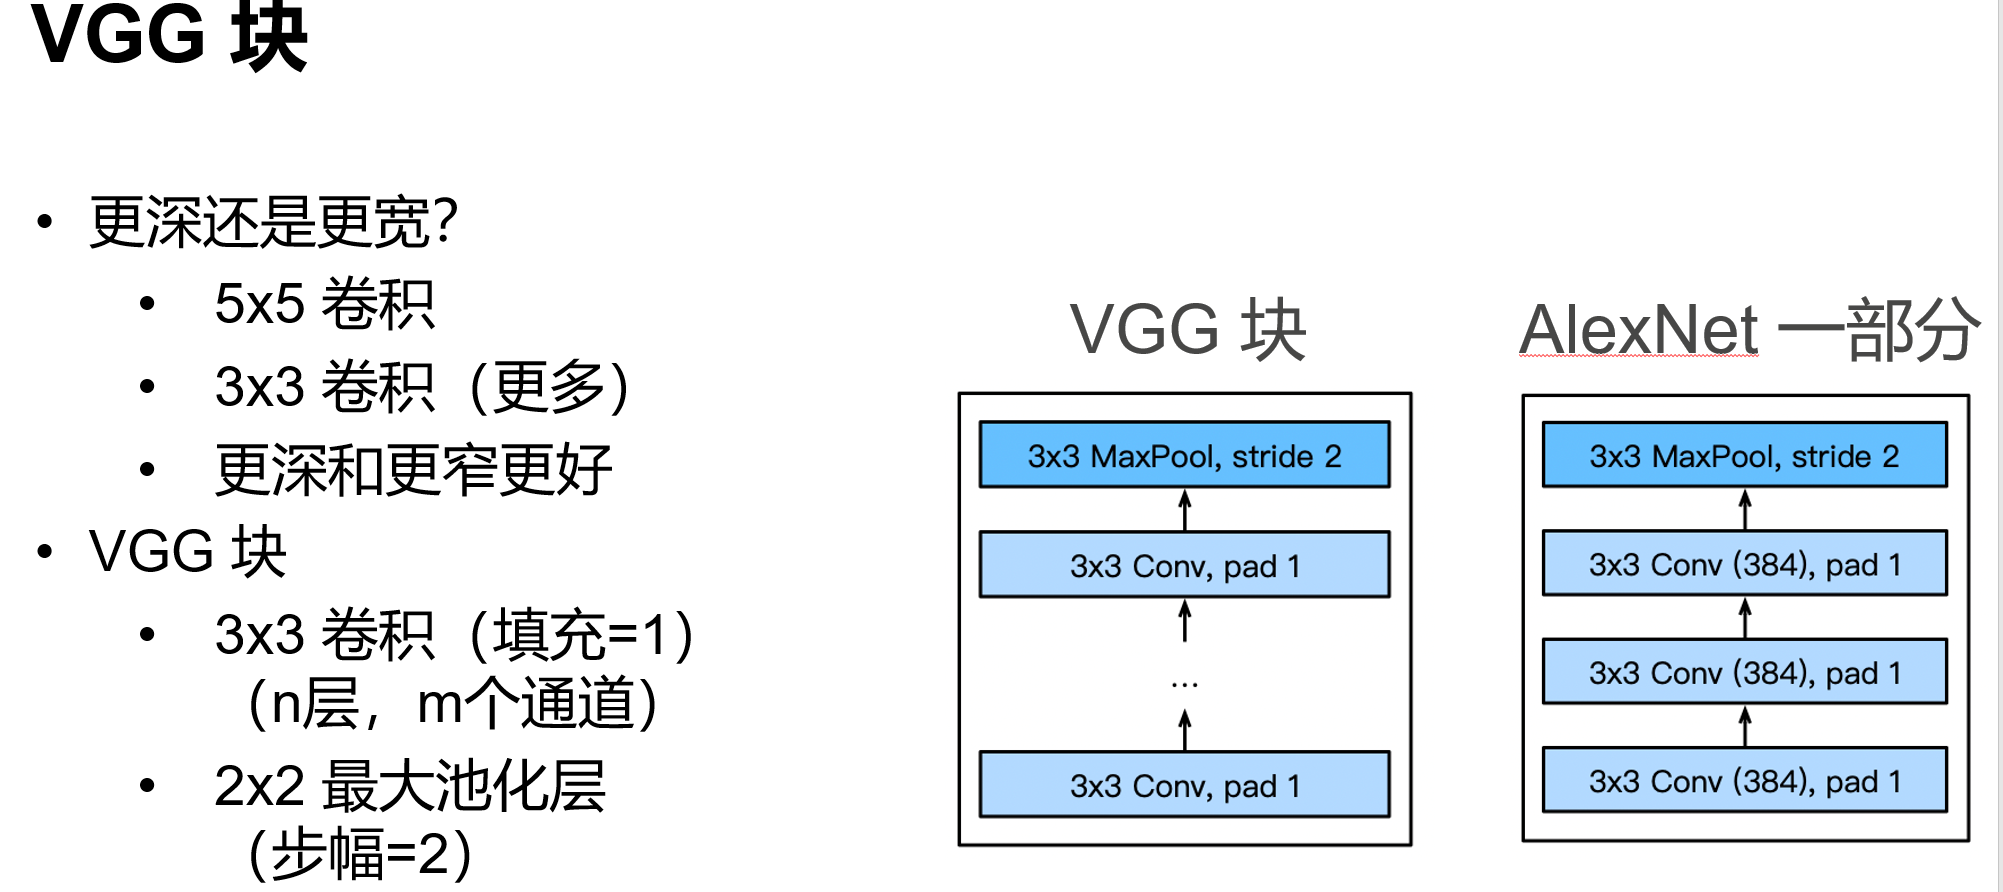 VGG 块
• 更深还是更宽？
• 5x5 卷积
• 3x3 卷积（更多）
• 更深和更窄更好
• VGG 块
• 3x3 卷积（填充=1）
（n层，m个通道）
• 2x2 最大池化层
（步幅=2）
VGG 块
3x3 MaxPool, stride 2
3x3 Conv, pad 1
...
3x3 Conv, pad 1
AlexNet 一部分
3x3 MaxPool, stride 2
3x3 Conv (384), pad 1
3x3 Conv (384), pad 1
3x3 Conv (384), pad 1